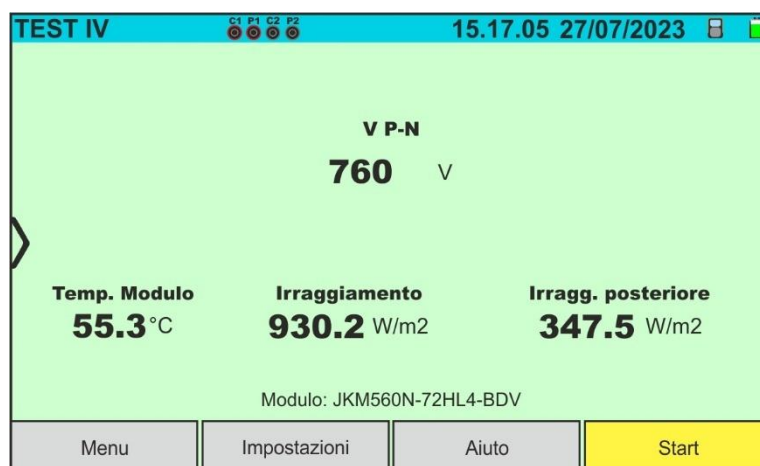 TEST IV C1 P1 C2 P2 15.17.05 27/07/2023
V P-N
760 V
Temp. Modulo Irraggiamento Irragg. posteriore
55.3°C 930.2 W/m2 347.5 W/m2
Modulo: JKM560N-72HL4-BDV
Menu Impostazioni Aiuto Start